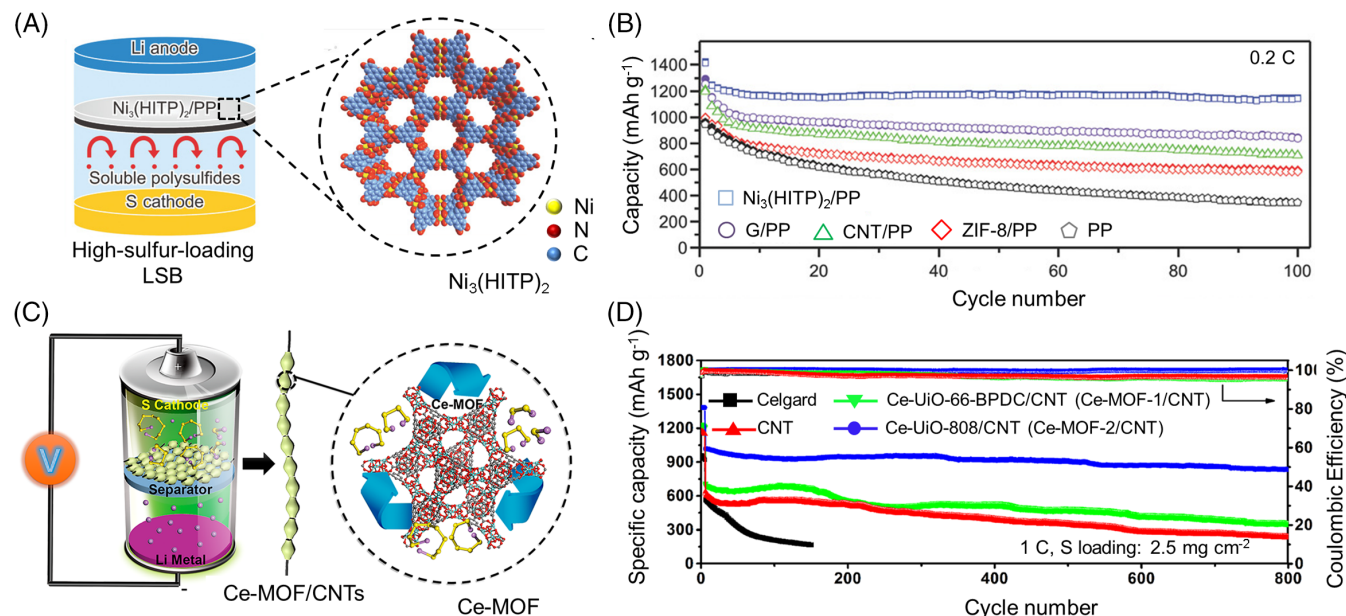 (A)
Li anode
Ni₃(HITP)₂/PP
Soluble polysulfides
S cathode
High-sulfur-loading
LSB
Ni
N
C
Ni₃(HITP)₂
(B)
0.2 C
Capacity (mAh g⁻¹)
1400
1200
1000
800
600
400
200
0
Ni₃(HITP)₂/PP
G/PP
CNT/PP
ZIF-8/PP
PP
0
20
40
60
80
100
Cycle number
(C)
+
S Cathode
V
Separator
Li Metal
-
Ce-MOF/CNTs
Ce-MOF
Ce-MOF
(D)
Specific capacity (mAh g⁻¹)
1800
1500
1200
900
600
300
0
Celgard
Ce-UiO-66-BPDC/CNT (Ce-MOF-1/CNT)
CNT
Ce-UiO-808/CNT (Ce-MOF-2/CNT)
1 C, S loading: 2.5 mg cm⁻²
100
80
60
40
20
0
Coulombic Efficiency (%)
0
200
400
600
800
Cycle number